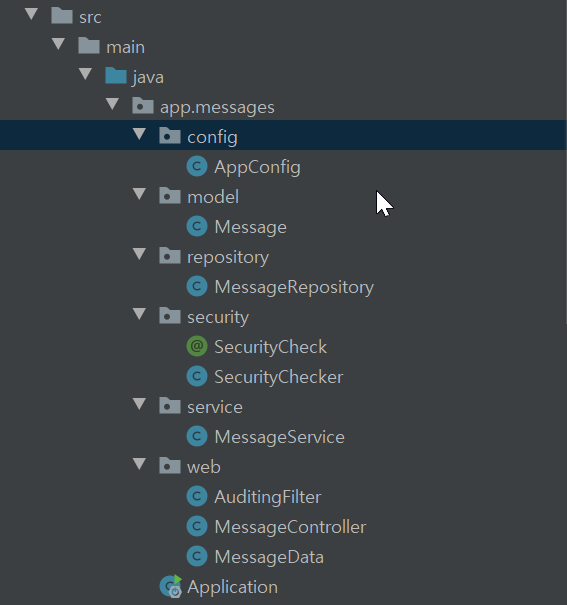 src
main
java
app.messages
config
AppConfig
model
Message
repository
MessageRepository
security
SecurityCheck
SecurityChecker
service
MessageService
web
AuditingFilter
MessageController
MessageData
Application